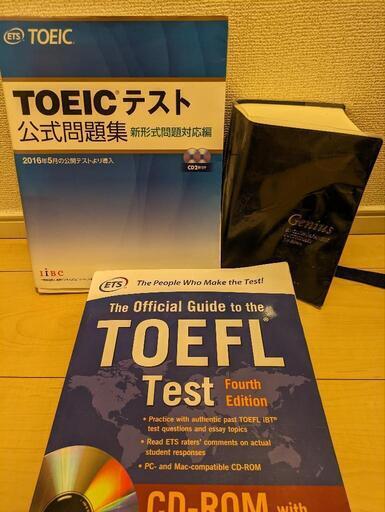 ETS TOEIC
TOEIC テスト
公式問題集 新形式問題対応編
2016年5月の公開テストより導入
CD2枚付き
IIBC
ETS The People Who Make the Test!
The Official Guide to the
TOEFL
Test Fourth
Edition
• Practice with authentic past TOEFL iBT®
test questions and essay topics
• Read ETS raters' comments on actual
student responses
• PC- and Mac-compatible CD-ROM
CD-ROM with
Genius